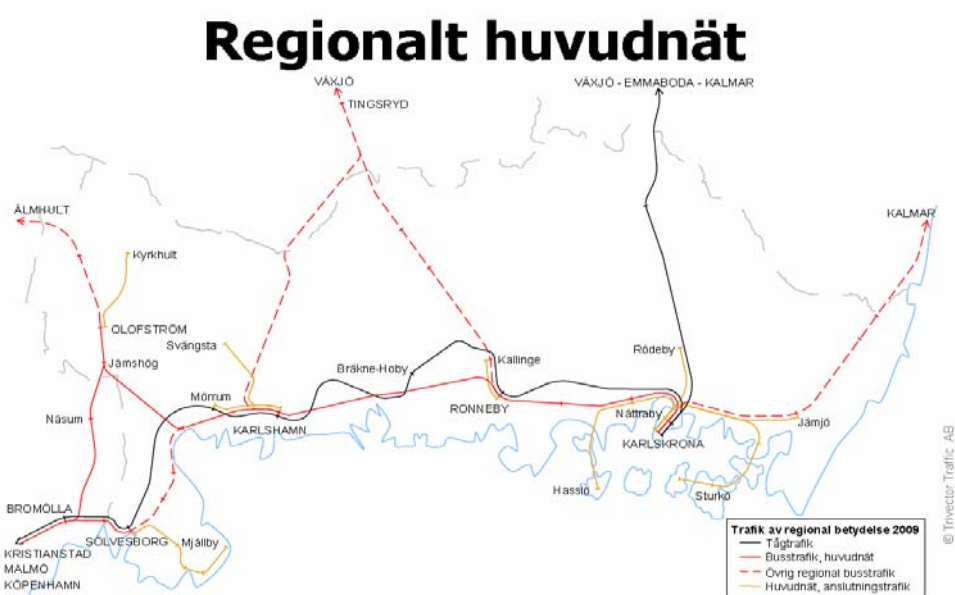 Regionalt huvudnät
VÄXJÖ
TINGSRYD
VÄXJÖ - EMMABODA - KALMAR
ÄLMHULT
KALMAR
Kyrkhult
OLOFSTRÖM
Svängsta
Jämshög
Bräkne-Hoby
Kallinge
Rödeby
Mörrum
Näsum
RONNEBY
Nättraby
KARLSHAMN
Jämjö
KARLSKRONA
Hasslö
Sturkö
BROMÖLLA
SÖLVESBORG
Mjällby
KRISTIANSTAD
MALMÖ
KÖPENHAMN
Trafik av regional betydelse 2009
Tågtrafik
Busstrafik, huvudnät
Övrig regional busstrafik
Huvudnät, anslutningstrafik
© Trivector Traffic AB